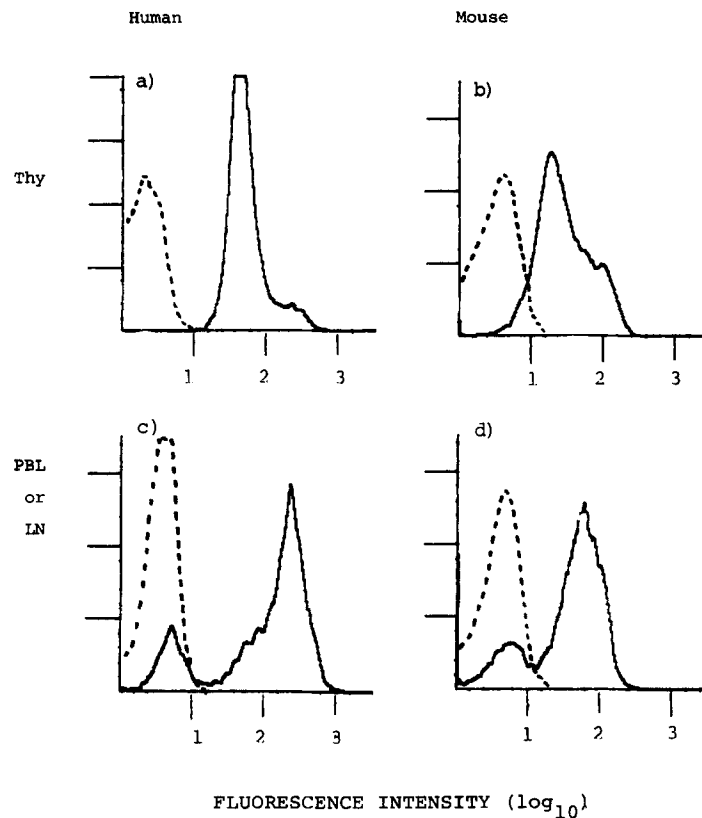 Human Mouse
a) b)
Thy
1 2 3 1 2 3
c) d)
PBL
or
LN
1 2 3 1 2 3
FLUORESCENCE INTENSITY (log10)